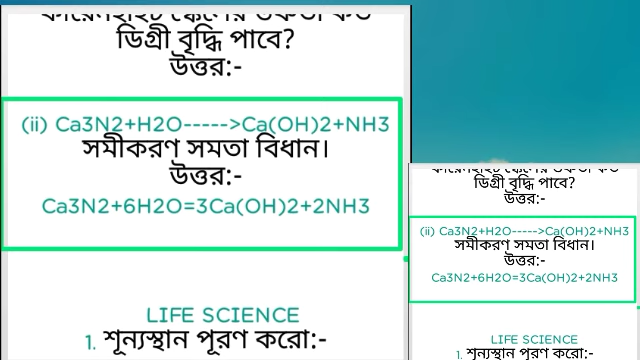 ডিগ্রী বৃদ্ধি পাবে?
উত্তর:-
(ii) Ca3N2+H2O----->Ca(OH)2+NH3
সমীকরণ সমতা বিধান।
উত্তর:-
Ca3N2+6H2O=3Ca(OH)2+2NH3
LIFE SCIENCE
1. শূন্যস্থান পূরণ করো:-
ডিগ্রী বৃদ্ধি পাবে?
উত্তর:-
(ii) Ca3N2+H2O----->Ca(OH)2+NH3
সমীকরণ সমতা বিধান।
উত্তর:-
Ca3N2+6H2O=3Ca(OH)2+2NH3
LIFE SCIENCE
1. শূন্যস্থান পূরণ করো:-